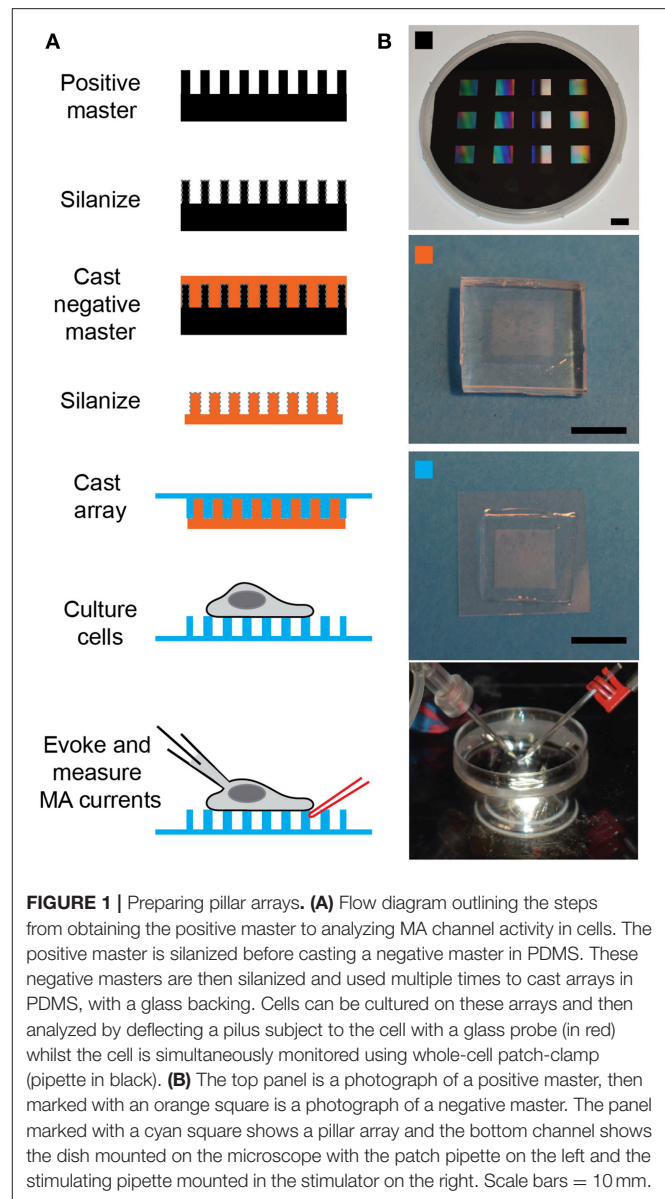 A
B
Positive
master
Silanize
Cast
negative
master
Silanize
Cast
array
Culture
cells
Evoke and
measure
MA currents
FIGURE 1 | Preparing pillar arrays. (A) Flow diagram outlining the steps
from obtaining the positive master to analyzing MA channel activity in cells. The
positive master is silanized before casting a negative master in PDMS. These
negative masters are then silanized and used multiple times to cast arrays in
PDMS, with a glass backing. Cells can be cultured on these arrays and then
analyzed by deflecting a pilus subject to the cell with a glass probe (in red)
whilst the cell is simultaneously monitored using whole-cell patch-clamp
(pipette in black). (B) The top panel is a photograph of a positive master, then
marked with an orange square is a photograph of a negative master. The panel
marked with a cyan square shows a pillar array and the bottom channel shows
the dish mounted on the microscope with the patch pipette on the left and the
stimulating pipette mounted in the stimulator on the right. Scale bars = 10 mm.